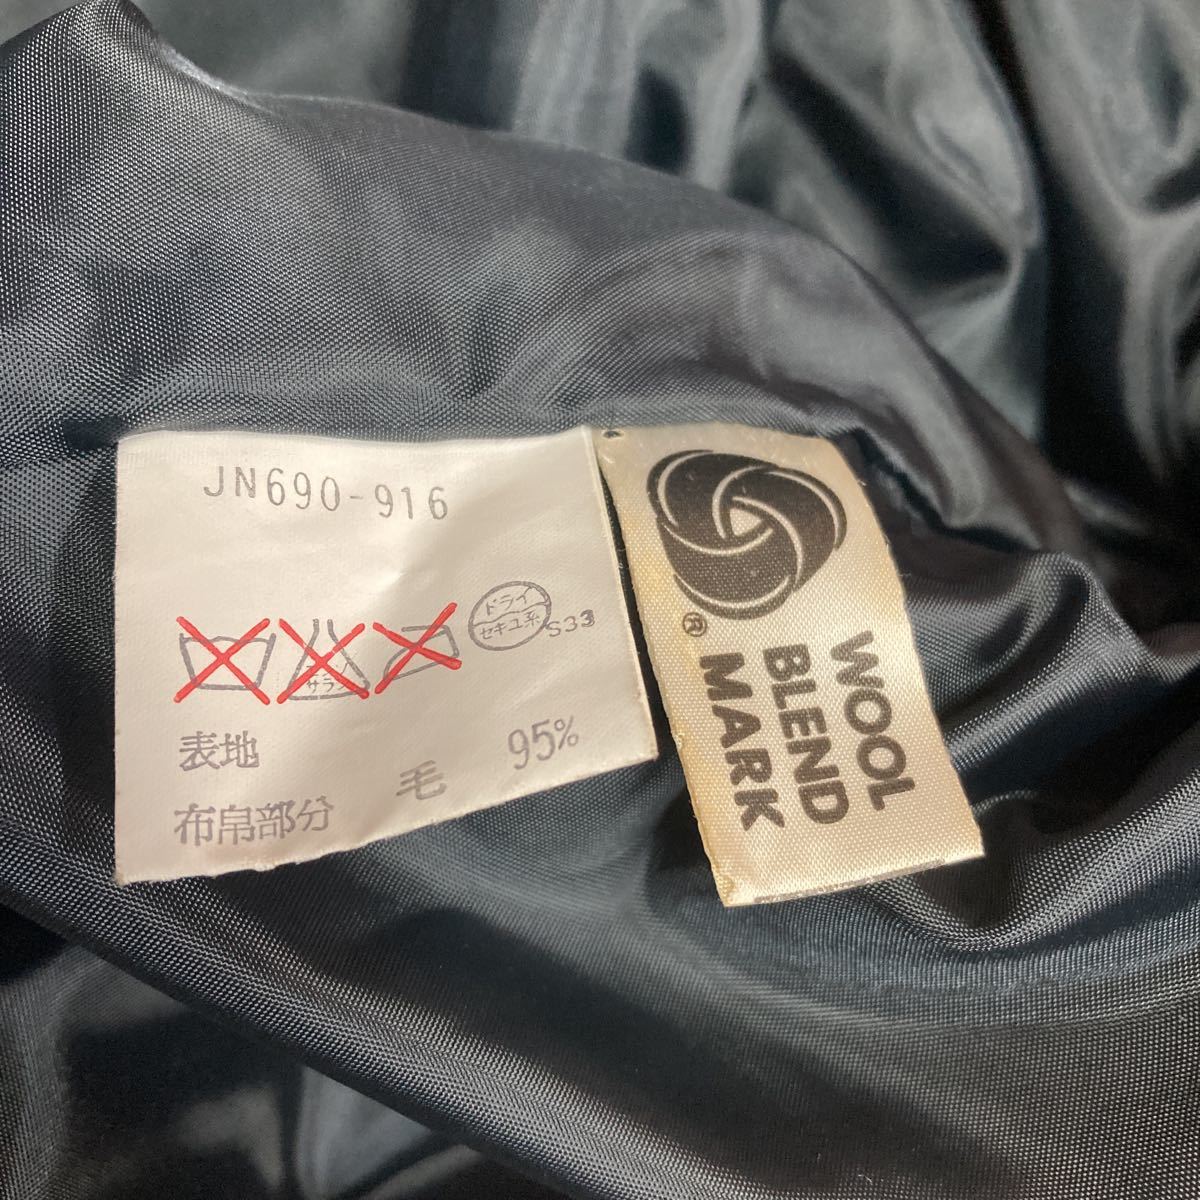 JN690-916
サラシ
ドライ
セキユ系
S33
表地
毛 95%
布帛部分
WOOL
BLEND
MARK
®